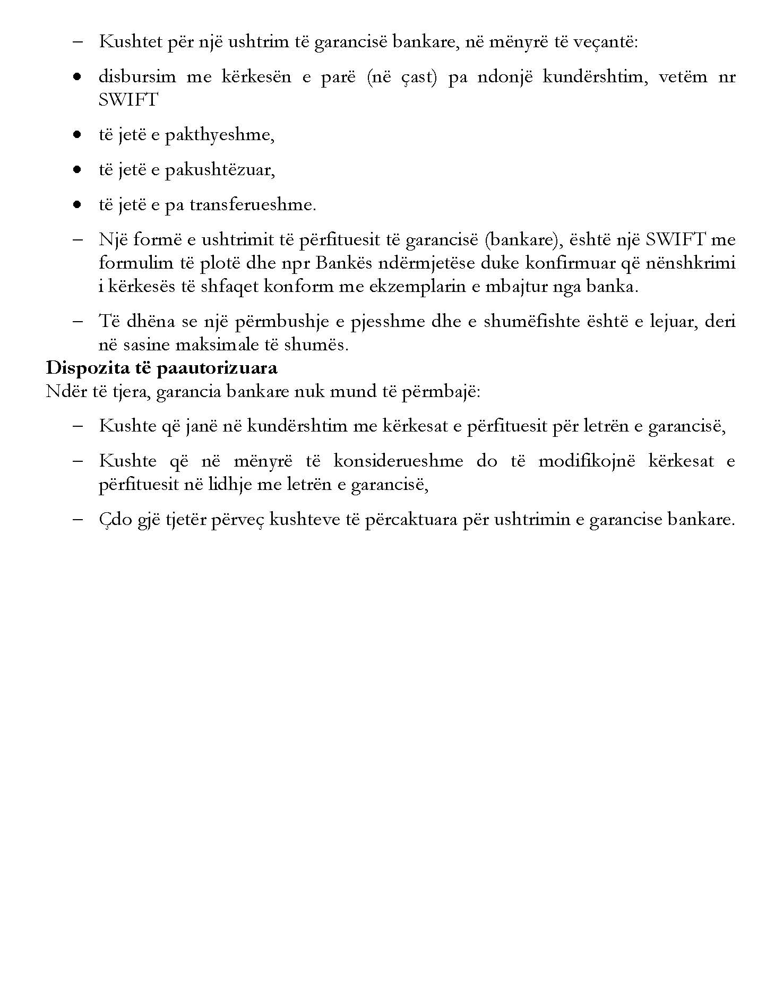 – Kushtet për një ushtrim të garancisë bankare, në mënyrë të veçantë:
• disbursim me kërkesën e parë (në çast) pa ndonjë kundërshtim, vetëm nr
SWIFT
• të jetë e pakthyeshme,
• të jetë e pakushtëzuar,
• të jetë e pa transferueshme.
– Një formë e ushtrimit të përfituesit të garancisë (bankare), është një SWIFT me
formulim të plotë dhe npr Bankës ndërmjetëse duke konfirmuar që nënshkrimi
i kërkesës të shfaqet konform me ekzemplarin e mbajtur nga banka.
– Të dhëna se një përmbushje e pjesshme dhe e shumëfishte është e lejuar, deri
në sasine maksimale të shumës.
Dispozita të paautorizuara
Ndër të tjera, garancia bankare nuk mund të përmbajë:
– Kushte që janë në kundërshtim me kërkesat e përfituesit për letrën e garancisë,
– Kushte që në mënyrë të konsiderueshme do të modifikojnë kërkesat e
përfituesit në lidhje me letrën e garancisë,
– Çdo gjë tjetër përveç kushteve të përcaktuara për ushtrimin e garancise bankare.